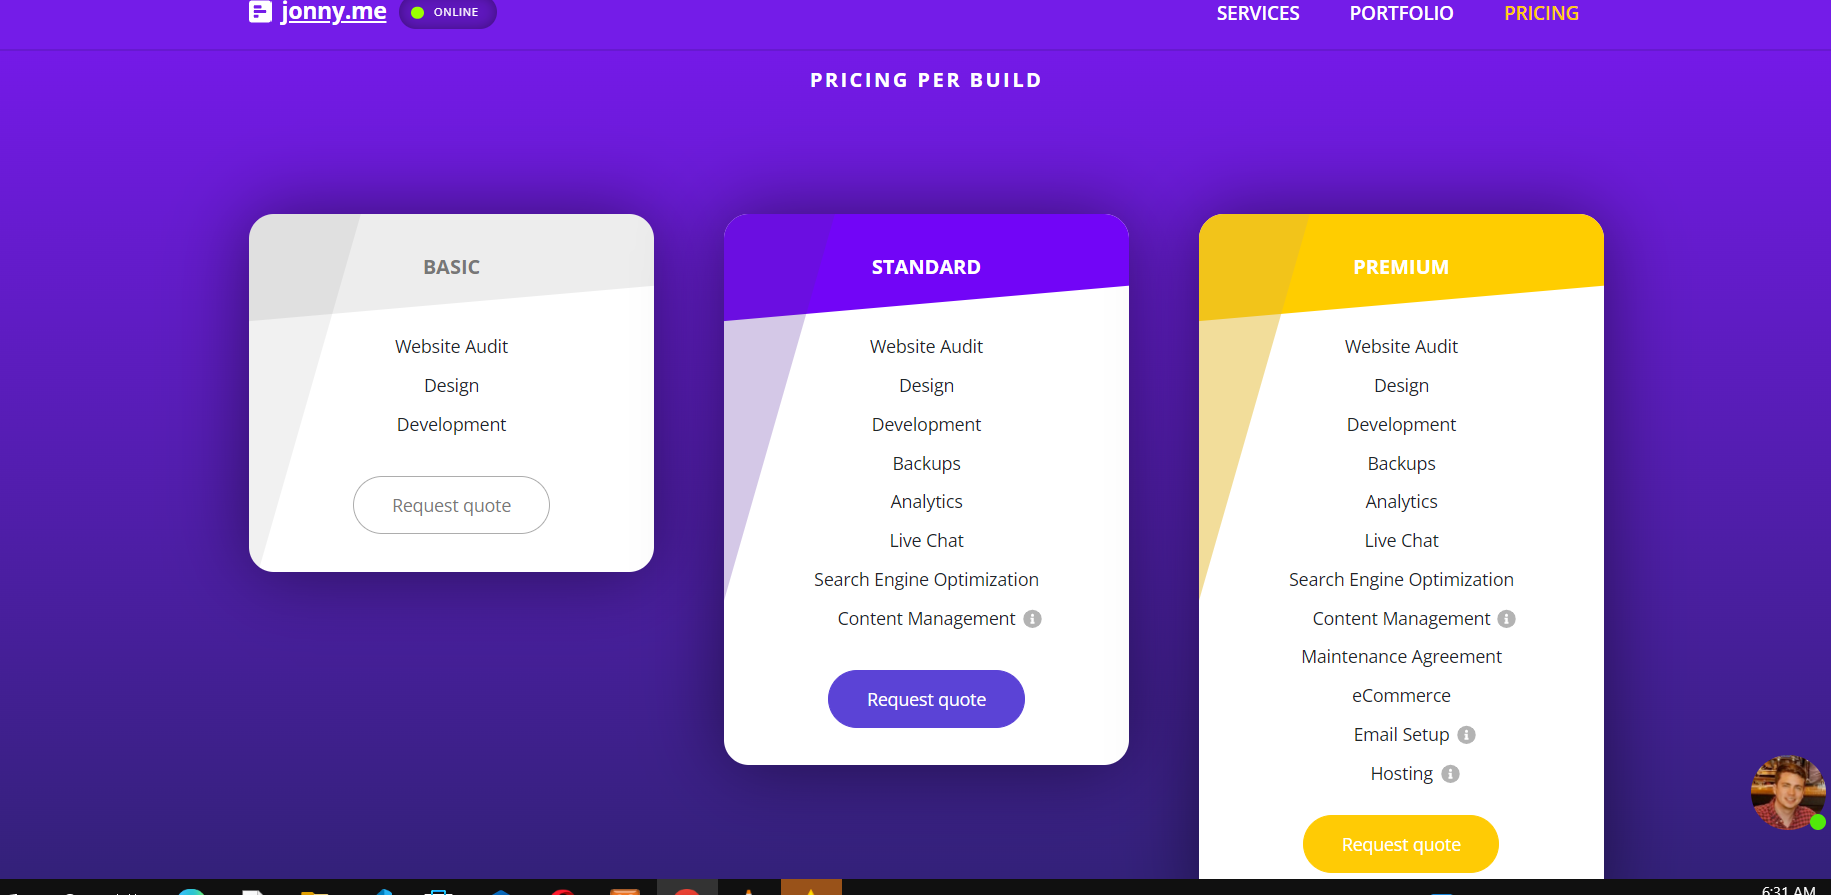 jonny.me
ONLINE
SERVICES
PORTFOLIO
PRICING
PRICING PER BUILD
BASIC
Website Audit
Design
Development
Request quote
STANDARD
Website Audit
Design
Development
Backups
Analytics
Live Chat
Search Engine Optimization
Content Management
Request quote
PREMIUM
Website Audit
Design
Development
Backups
Analytics
Live Chat
Search Engine Optimization
Content Management
Maintenance Agreement
eCommerce
Email Setup
Hosting
Request quote
6:31 AM